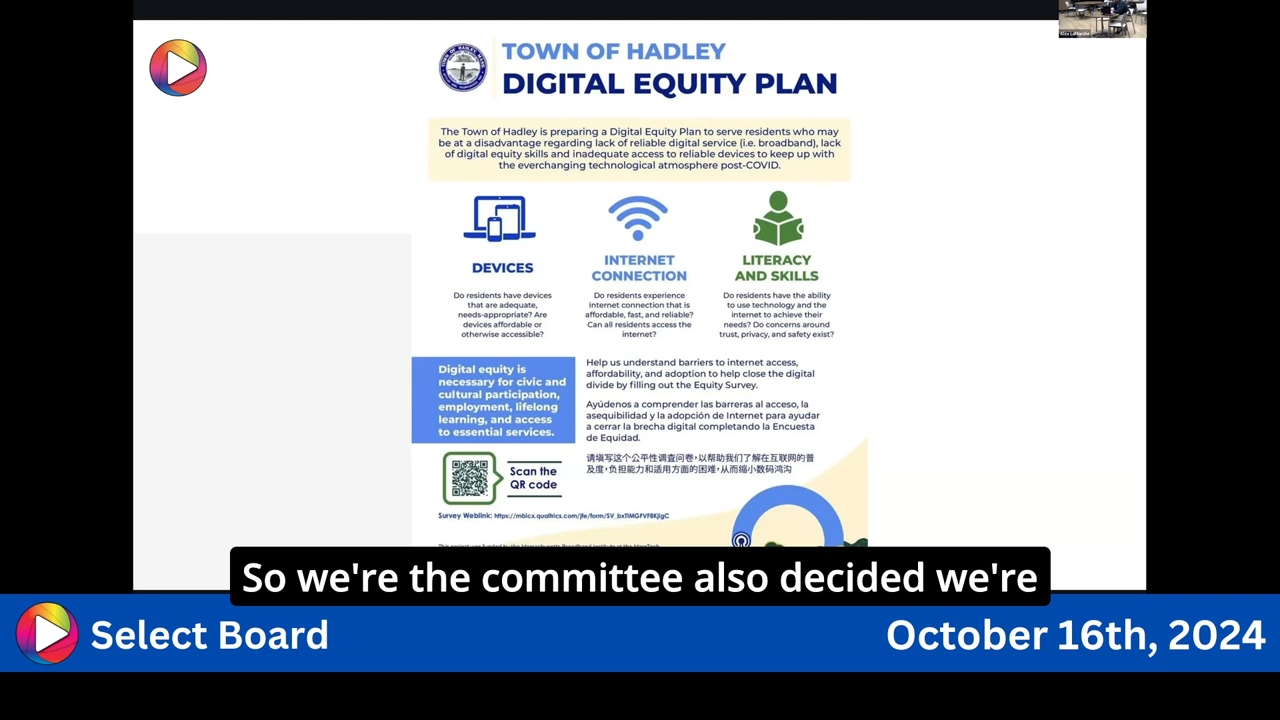 TOWN OF HADLEY
DIGITAL EQUITY PLAN
The Town of Hadley is preparing a Digital Equity Plan to serve residents who may
be at a disadvantage regarding lack of reliable digital service (i.e. broadband), lack
of digital equity skills and inadequate access to reliable devices to keep up with
the everchanging technological atmosphere post-COVID.
DEVICES
Do residents have devices
that are adequate,
needs-appropriate? Are
devices affordable or
otherwise accessible?
INTERNET
CONNECTION
Do residents experience
internet connection that is
affordable, fast, and reliable?
Can all residents access the
internet?
LITERACY
AND SKILLS
Do residents have the ability
to use technology and the
internet to achieve their
needs? Do concerns around
trust, privacy, and safety exist?
Digital equity is
necessary for civic and
cultural participation,
employment, lifelong
learning, and access
to essential services.
Help us understand barriers to internet access,
affordability, and adoption to help close the digital
divide by filling out the Equity Survey.
Ayúdenos a comprender las barreras al acceso, la
asequibilidad y la adopción de Internet para ayudar
a cerrar la brecha digital completando la Encuesta
de Equidad.
请填写这个公平性调查问卷，以帮助我们了解在互联网的普
及度，负担能力和适用方面的困难，从而缩小数码鸿沟
Scan the
QR code
Survey Weblink: https://mbicx.qualtrics.com/jfe/form/
So we're the committee also decided we're
Select Board
October 16th, 2024